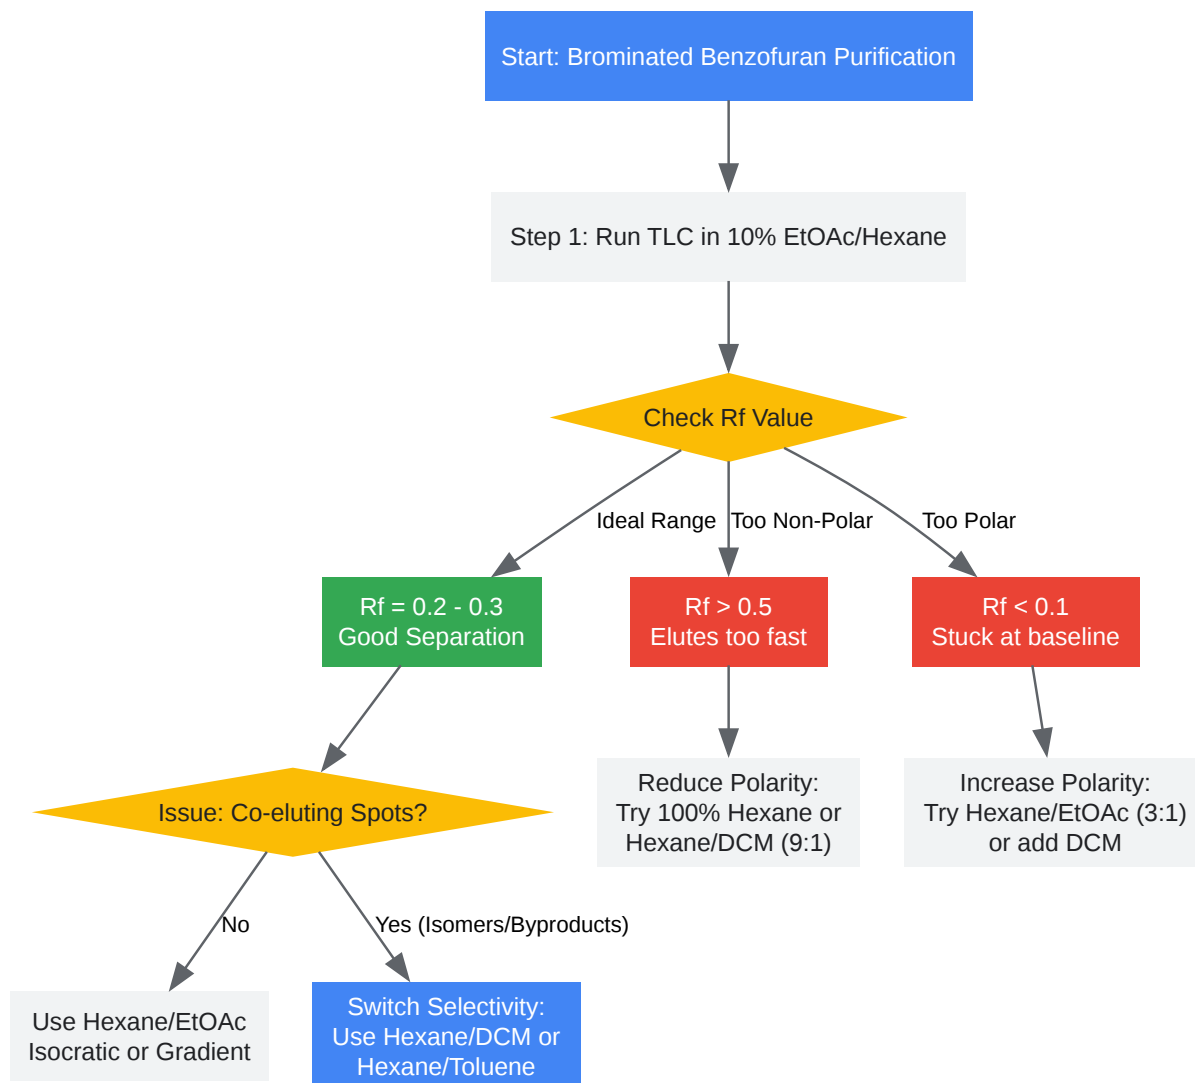 Start: Brominated Benzofuran Purification
Step 1: Run TLC in 10% EtOAc/Hexane
Check Rf Value
Ideal Range
Too Non-Polar
Too Polar
Rf = 0.2 - 0.3
Good Separation
Rf > 0.5
Elutes too fast
Rf < 0.1
Stuck at baseline
Issue: Co-eluting Spots?
Reduce Polarity:
Try 100% Hexane or
Hexane/DCM (9:1)
Increase Polarity:
Try Hexane/EtOAc (3:1)
or add DCM
No
Yes (Isomers/Byproducts)
Use Hexane/EtOAc
Isocratic or Gradient
Switch Selectivity:
Use Hexane/DCM or
Hexane/Toluene